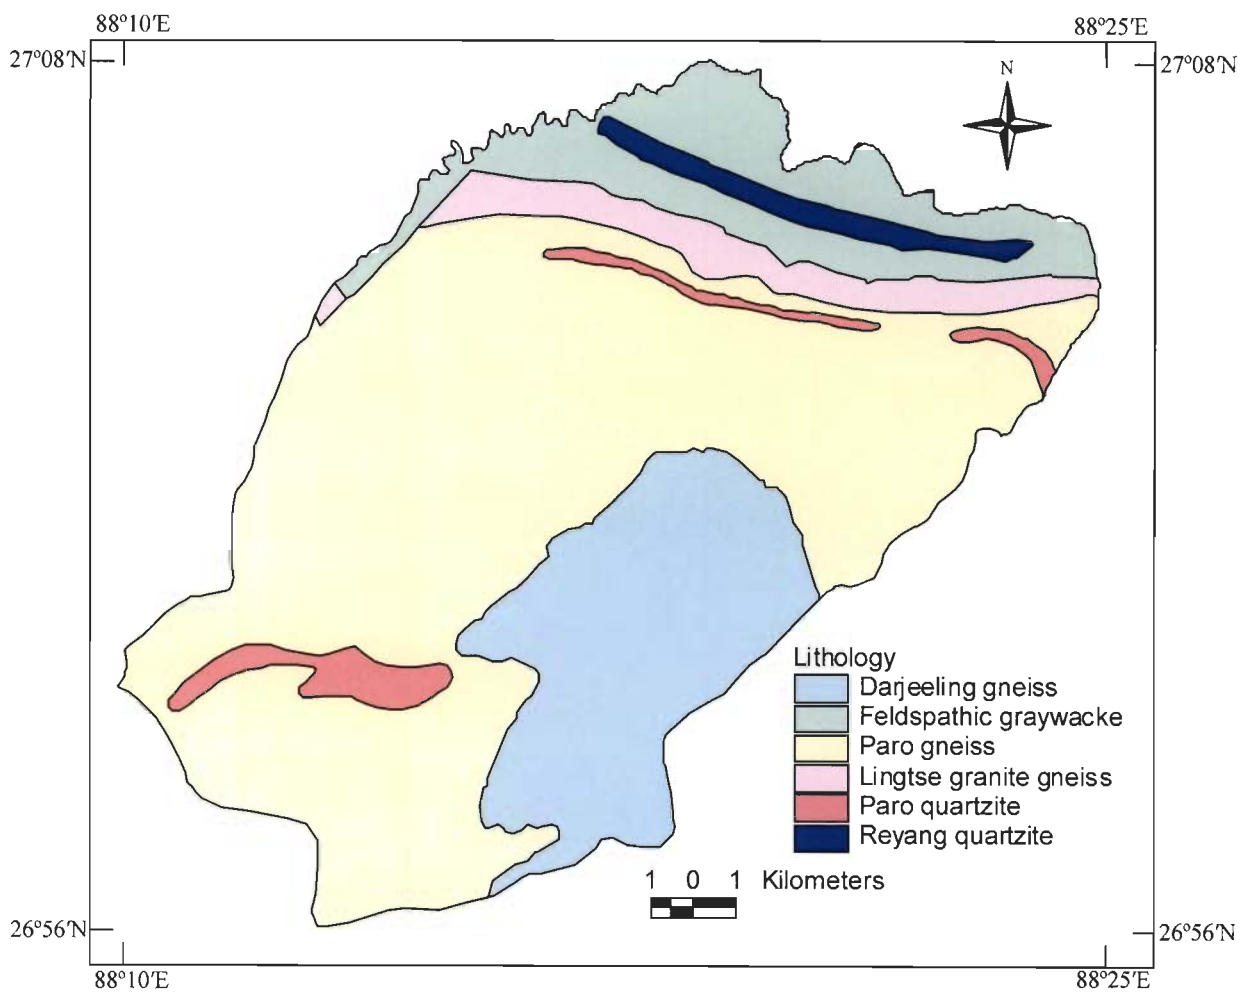 88°10′E
88°25′E
27°08′N
27°08′N
N
Lithology
Darjeeling gneiss
Feldspathic graywacke
Paro gneiss
Lingtse granite gneiss
Paro quartzite
Reyang quartzite
1 0 1 Kilometers
26°56′N
26°56′N
88°10′E
88°25′E